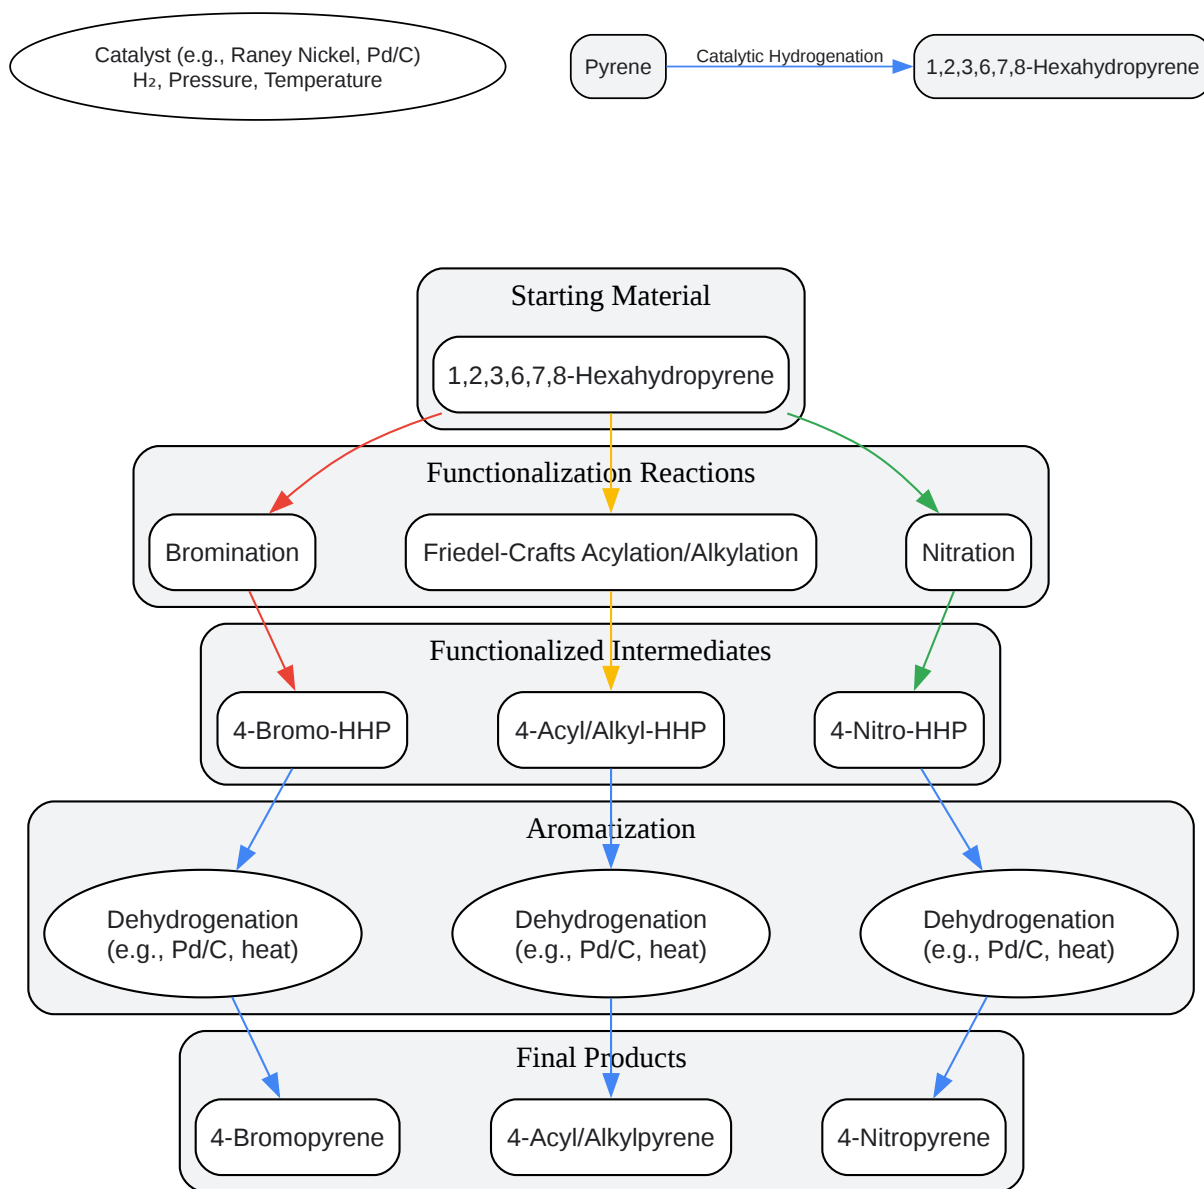 Catalyst (e.g., Raney Nickel, Pd/C)
H₂, Pressure, Temperature
Pyrene
Catalytic Hydrogenation
1,2,3,6,7,8-Hexahydropyrene
Starting Material
1,2,3,6,7,8-Hexahydropyrene
Functionalization Reactions
Bromination
Friedel-Crafts Acylation/Alkylation
Nitration
Functionalized Intermediates
4-Bromo-HHP
4-Acyl/Alkyl-HHP
4-Nitro-HHP
Aromatization
Dehydrogenation
(e.g., Pd/C, heat)
Dehydrogenation
(e.g., Pd/C, heat)
Dehydrogenation
(e.g., Pd/C, heat)
Final Products
4-Bromopyrene
4-Acyl/Alkylpyrene
4-Nitropyrene